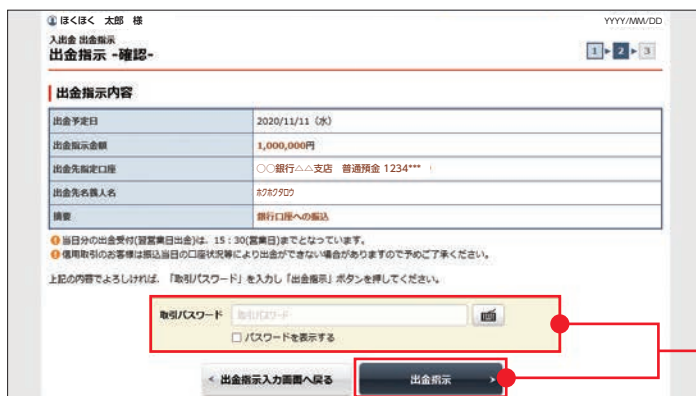 ほくほく 太郎 様
YYYY/MM/DD
入出金 出金指示
出金指示 -確認-
1 2 3
出金指示内容
出金予定日 2020/11/11（水）
出金指示金額 1,000,000円
出金先指定口座 ○○銀行△△支店 普通預金 1234***
出金先名義人名 ﾎｸﾎｸﾀﾛｳ
摘要 銀行口座への振込
当日分の出金受付(翌営業日出金)は、15：30(営業日)までとなっています。
信用取引のお客様は振込当日の口座状況等により出金ができない場合がありますので予めご了承ください。
上記の内容でよろしければ、「取引パスワード」を入力し「出金指示」ボタンを押してください。
取引パスワード 取引パスワード
パスワードを表示する
< 出金指示入力画面へ戻る 出金指示 >